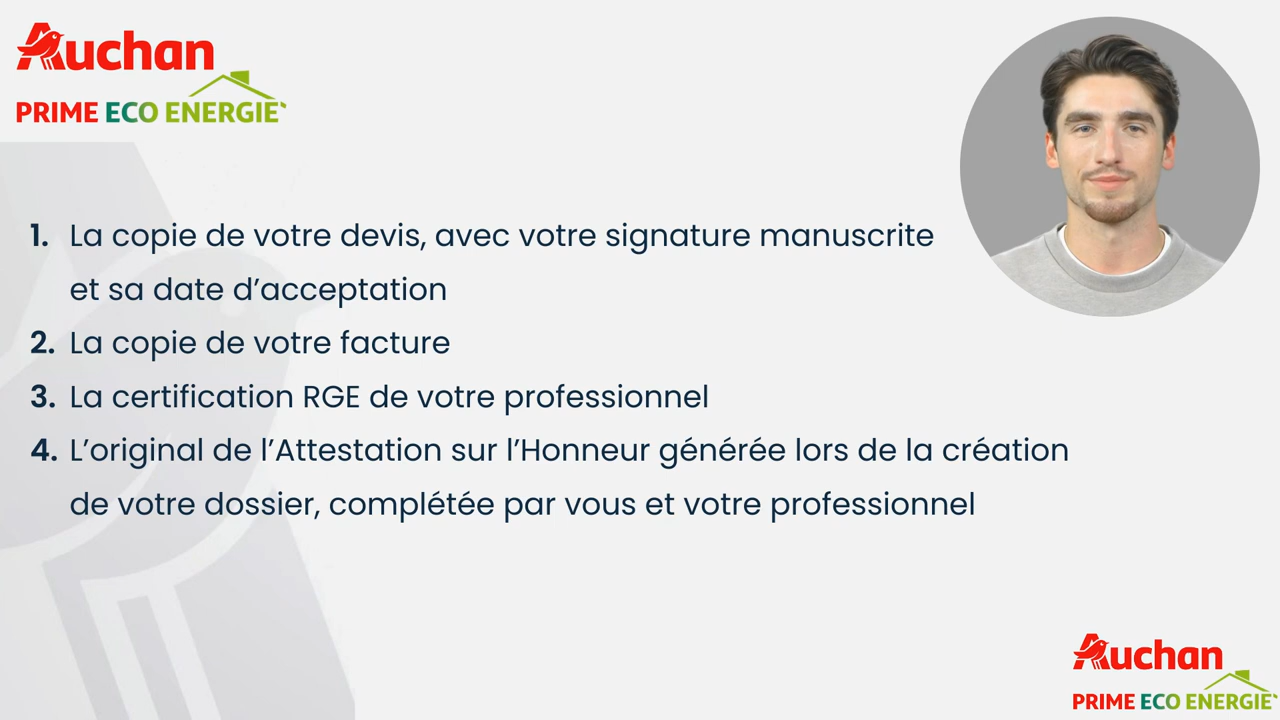 Auchan
PRIME ECO ENERGIE
1. La copie de votre devis, avec votre signature manuscrite
et sa date d’acceptation
2. La copie de votre facture
3. La certification RGE de votre professionnel
4. L’original de l’Attestation sur l’Honneur générée lors de la création
de votre dossier, complétée par vous et votre professionnel
Auchan
PRIME ECO ENERGIE